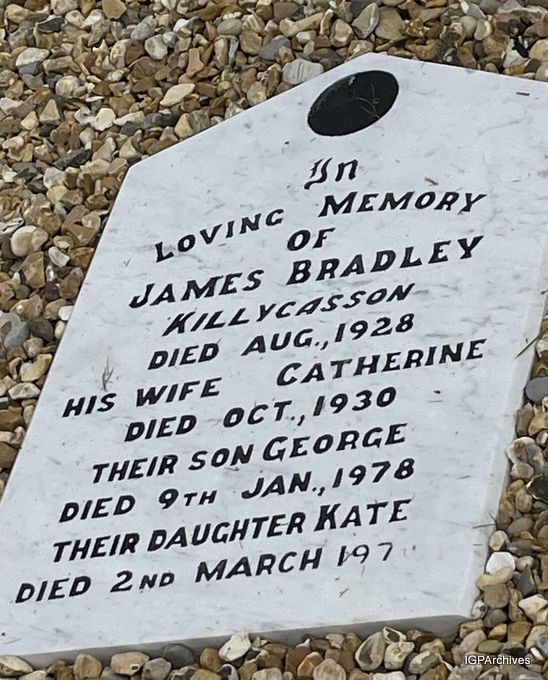 In
LOVING MEMORY
OF
JAMES BRADLEY
KILLYCASSON
DIED AUG., 1928
HIS WIFE CATHERINE
DIED OCT., 1930
THEIR SON GEORGE
DIED 9TH JAN., 1978
THEIR DAUGHTER KATE
DIED 2ND MARCH 197
IGPArchives